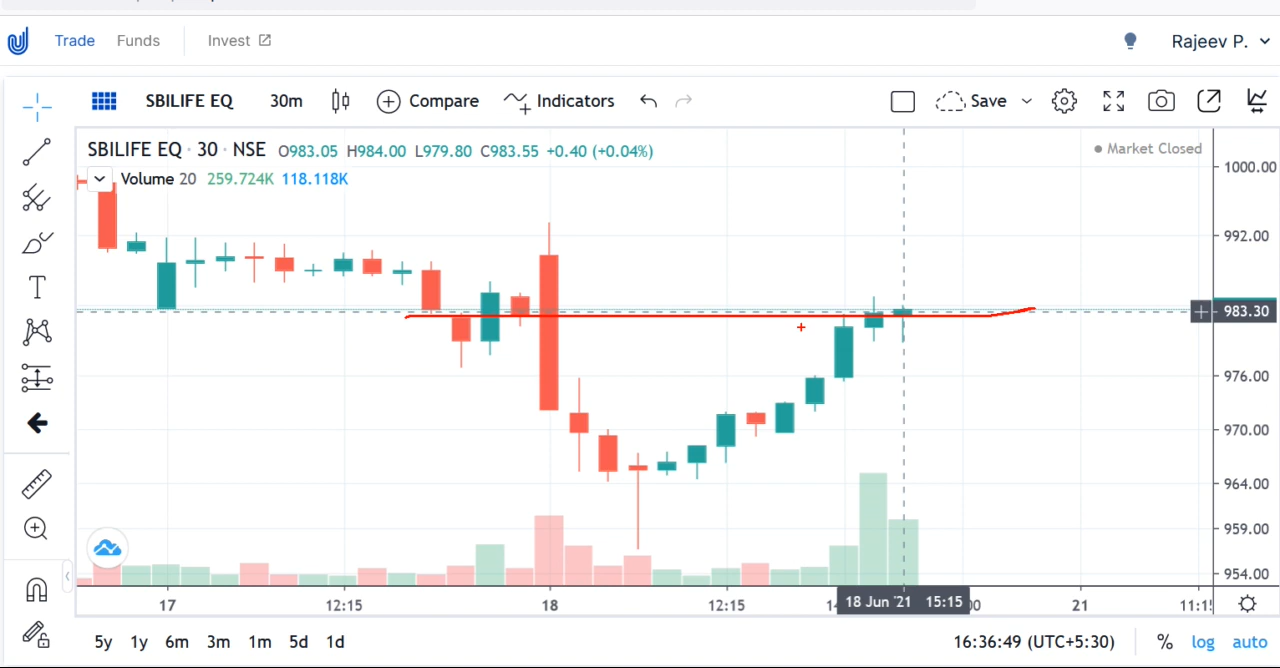 Trade Funds Invest Rajeev P.
SBILIFE EQ 30m Compare Indicators Save
SBILIFE EQ · 30 · NSE O983.05 H984.00 L979.80 C983.55 +0.40 (+0.04%)
Market Closed
Volume 20 259.724K 118.118K
1000.00
992.00
983.30
976.00
970.00
964.00
959.00
954.00
17 12:15 18 12:15 18 Jun '21 15:15 21
5y 1y 6m 3m 1m 5d 1d 16:36:49 (UTC+5:30) % log auto